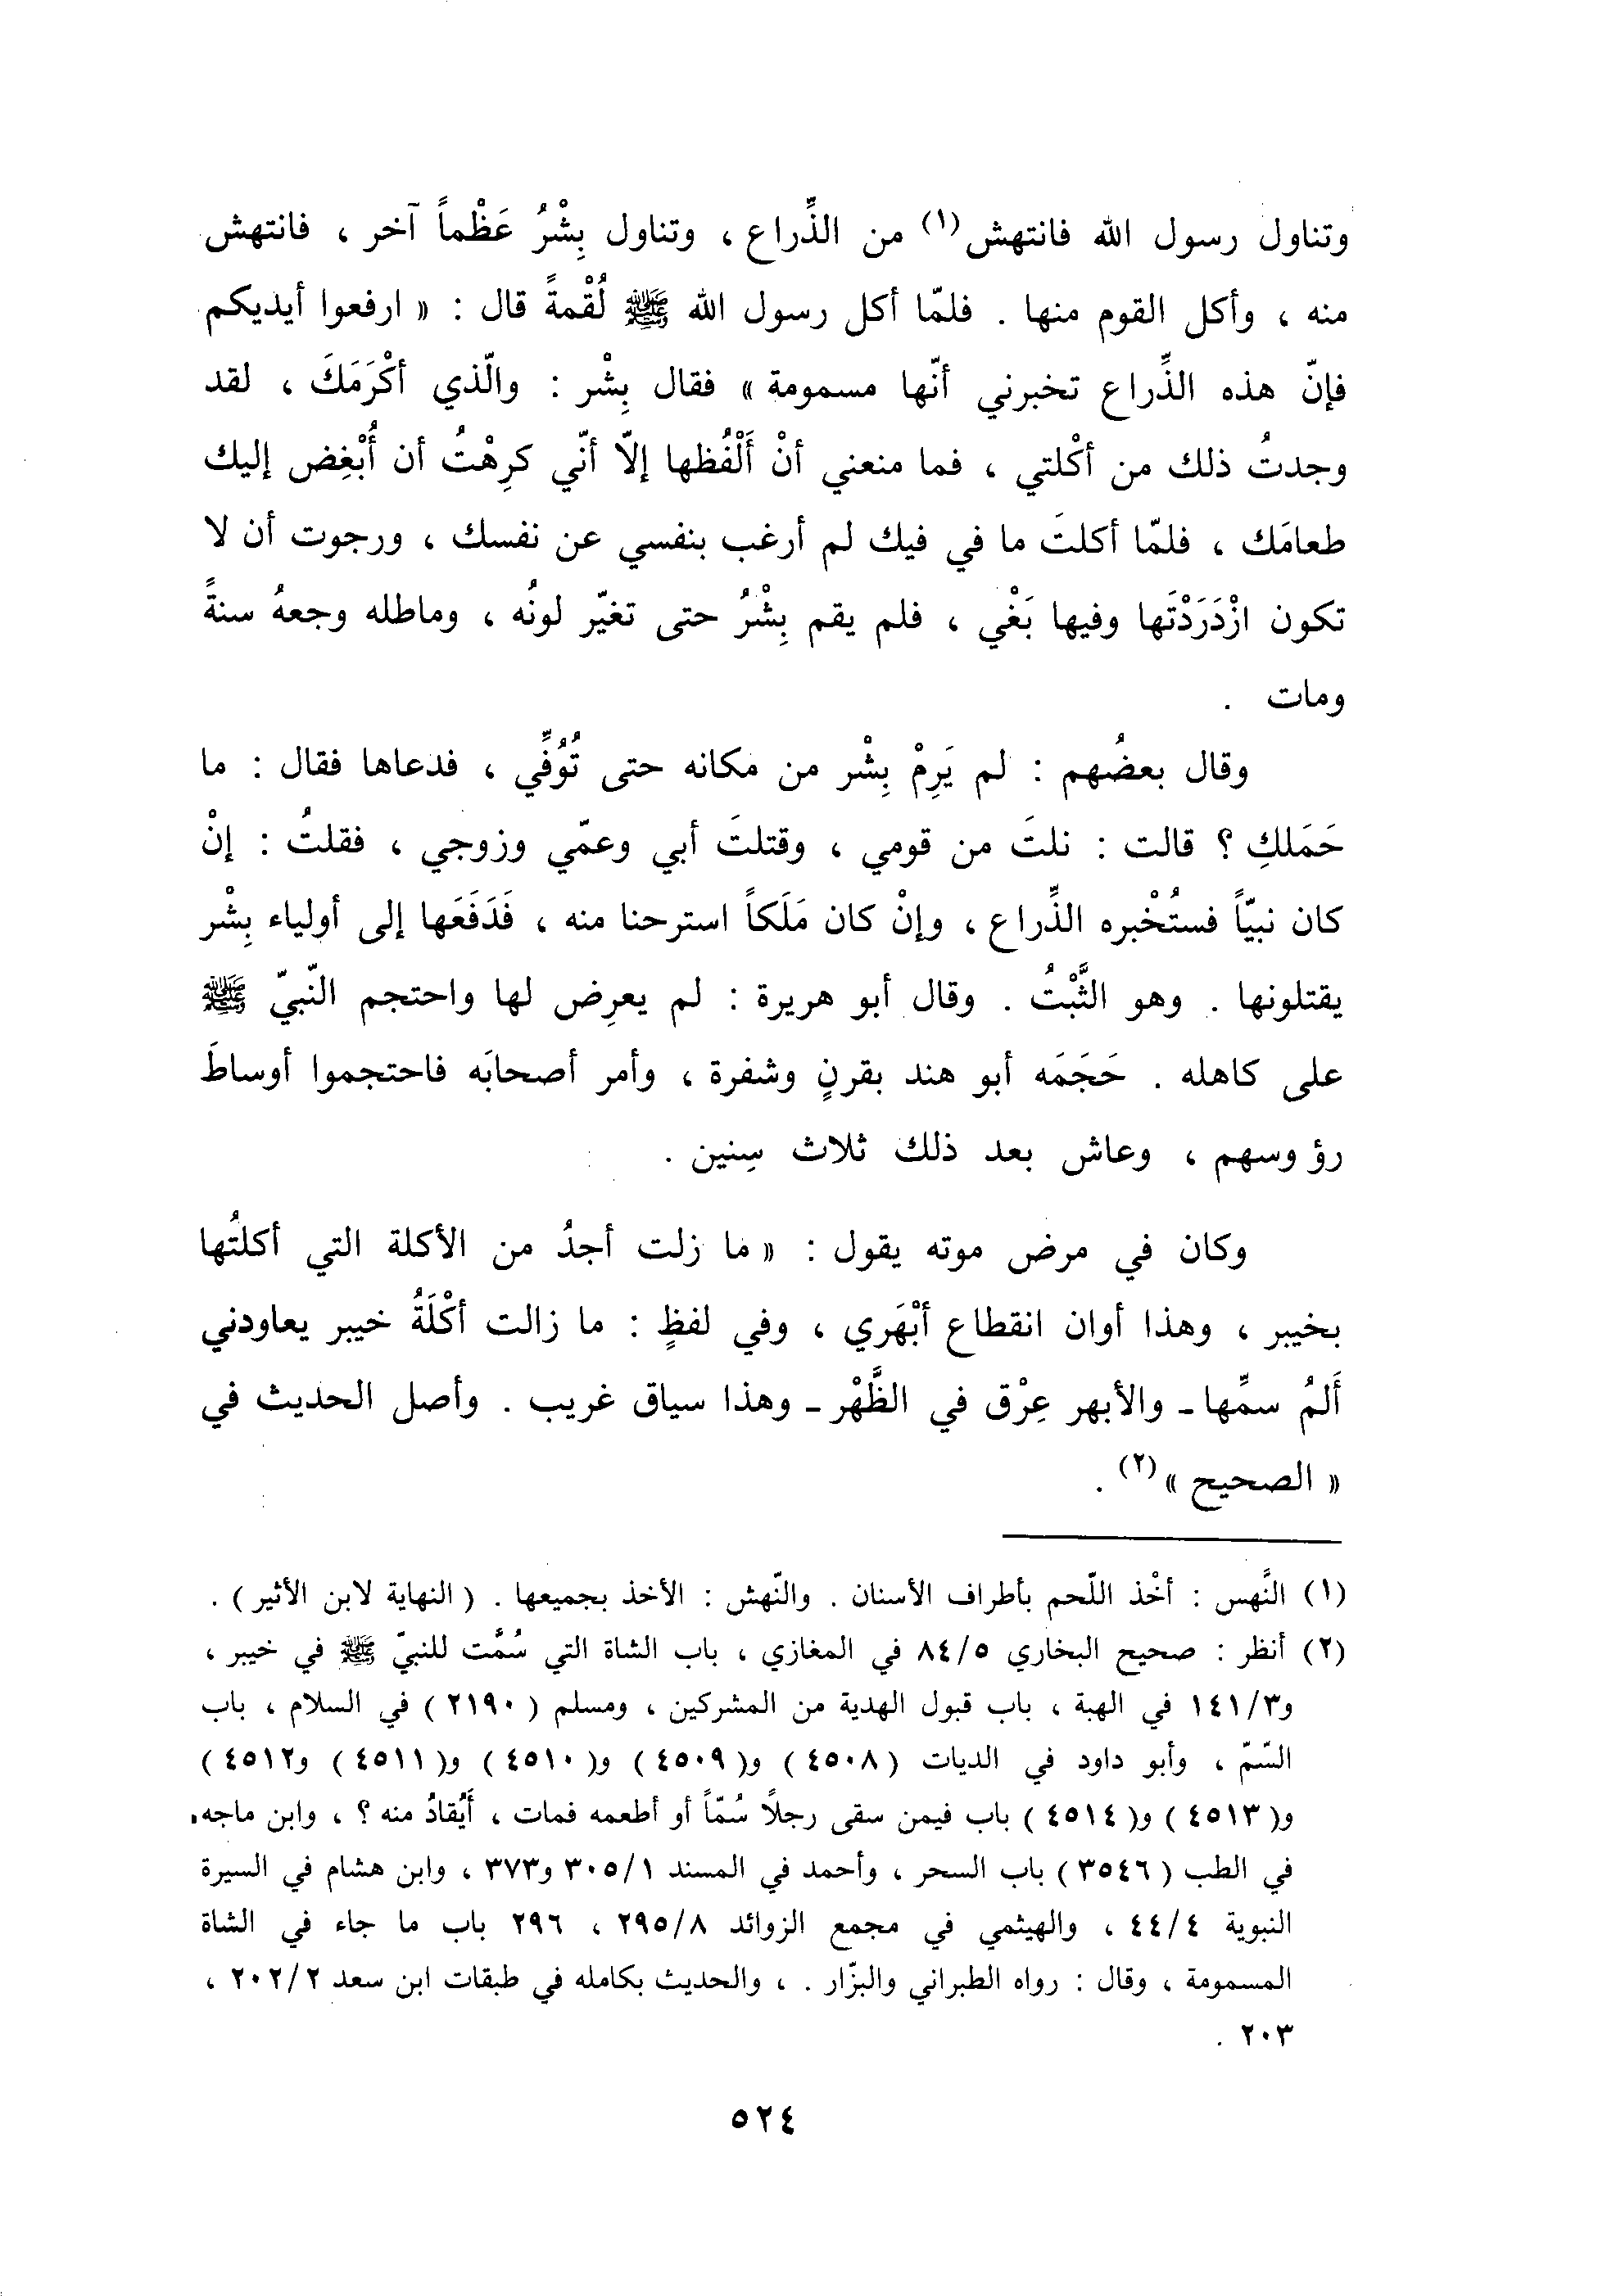 وتناول رسول الله فانتهش(١) من الذِّراع ، وتناول بِشْرُ عَظْماً آخر ، فانتهش
منه ، وأكل القوم منها . فلمّا أكل رسول الله ﷺ لُقْمةً قال : « ارفعوا أيديكم
فإنّ هذه الذِّراع تخبرني أنّها مسمومة » فقال بِشْر : والّذي أكْرَمَكَ ، لقد
وجدتُ ذلك من أكْلتي ، فما منعني أنْ أَلْفُظها إلّا أنّي كرِهْتُ أن أُبْغِض إليك
طعامَك ، فلمّا أكلتَ ما في فيك لم أرغب بنفسي عن نفسك ، ورجوت أن لا
تكون ازْدَرَدْتَها وفيها بَغْي ، فلم يقم بِشْرُ حتى تغيّر لونُه ، وماطله وجعهُ سنةً
ومات .
وقال بعضُهم : لم يَرِمْ بِشْر من مكانه حتى تُوُفِّي ، فدعاها فقال : ما
حَمَلكِ ؟ قالت : نلتَ من قومي ، وقتلتَ أبي وعمّي وزوجي ، فقلتُ : إنْ
كان نبيّاً فستُخْبره الذِّراع ، وإنْ كان مَلَكاً استرحنا منه ، فَدَفَعَها إلى أولياء بِشْر
يقتلونها . وهو الثَّبْتُ . وقال أبو هريرة : لم يعرِض لها واحتجم النّبيّ ﷺ
على كاهله . حَجَمَه أبو هند بقرنٍ وشفرة ، وأمر أصحابَه فاحتجموا أوساطَ
رؤوسهم ، وعاش بعد ذلك ثلاث سِنين .
وكان في مرض موته يقول : « ما زلت أجدُ من الأكلة التي أكلتُها
بخيبر ، وهذا أوان انقطاع أبْهَري ، وفي لفظٍ : ما زالت أكْلَةُ خيبر يعاودني
أَلمُ سمِّها ـ والأبهر عِرْق في الظَّهْر ـ وهذا سياق غريب . وأصل الحديث في
« الصحيح »(٢) .
(١) النَّهس : أخْذ اللّحم بأطراف الأسنان . والنّهش : الأخذ بجميعها . ( النهاية لابن الأثير ) .
(٢) أنظر : صحيح البخاري ٨٤/٥ في المغازي ، باب الشاة التي سُمَّت للنبيّ ﷺ في خيبر ،
و١٤١/٣ في الهبة ، باب قبول الهدية من المشركين ، ومسلم ( ٢١٩٠ ) في السلام ، باب
السّمّ ، وأبو داود في الديات ( ٤٥٠٨ ) و( ٤٥٠٩ ) و( ٤٥١٠ ) و( ٤٥١١ ) و٤٥١٢ )
و( ٤٥١٣ ) و( ٤٥١٤ ) باب فيمن سقى رجلاً سُمّاً أو أطعمه فمات ، أَيُقادُ منه ؟ ، وابن ماجه
في الطب ( ٣٥٤٦ ) باب السحر ، وأحمد في المسند ٣٠٥/١ و٣٧٣ ، وابن هشام في السيرة
النبوية ٤٤/٤ ، والهيثمي في مجمع الزوائد ٢٩٥/٨ ، ٢٩٦ باب ما جاء في الشاة
المسمومة ، وقال : رواه الطبراني والبزّار . ، والحديث بكامله في طبقات ابن سعد ٢٠٢/٢ ،
٢٠٣ .
٥٢٤